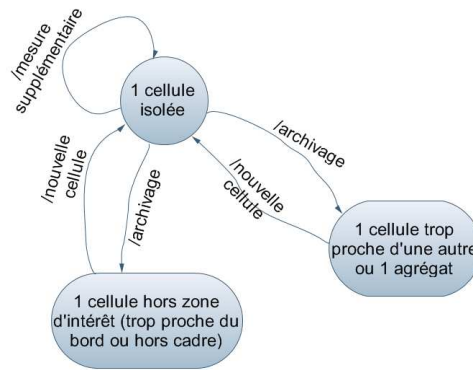 /mesure
supplémentaire
1 cellule
isolée
/nouvelle
cellule
/archivage
/nouvelle
cellule
/archivage
1 cellule trop
proche d'une autre
ou 1 agrégat
1 cellule hors zone
d'intérêt (trop proche du
bord ou hors cadre)